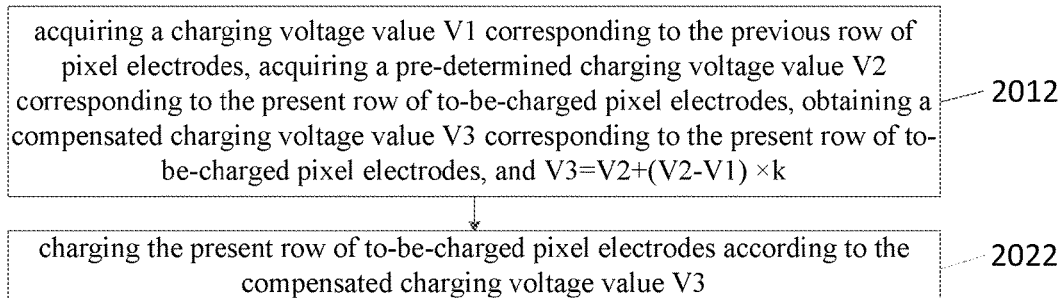 acquiring a charging voltage value V1 corresponding to the previous row of
pixel electrodes, acquiring a pre-determined charging voltage value V2
corresponding to the present row of to-be-charged pixel electrodes, obtaining a
compensated charging voltage value V3 corresponding to the present row of to-
be-charged pixel electrodes, and V3=V2+(V2-V1) ×k
2012
charging the present row of to-be-charged pixel electrodes according to the
compensated charging voltage value V3
2022